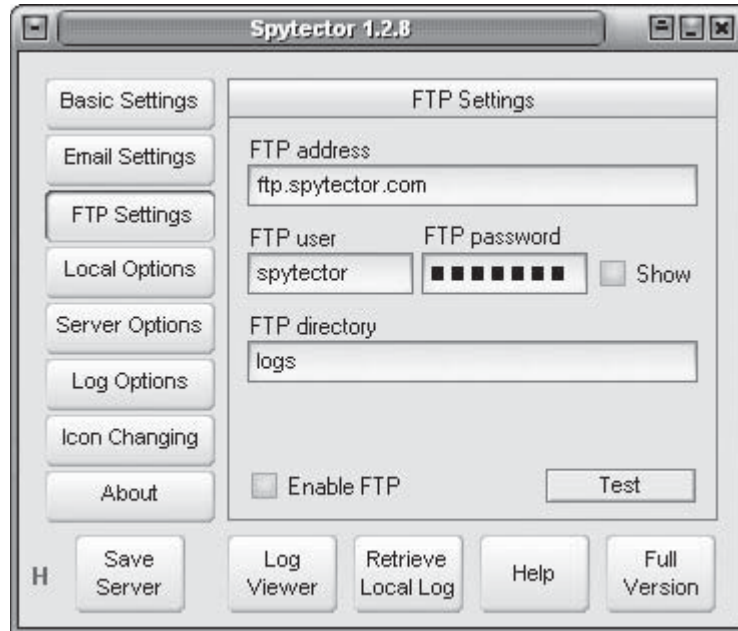 Spytector 1.2.8
Basic Settings
Email Settings
FTP Settings
Local Options
Server Options
Log Options
Icon Changing
About
FTP Settings
FTP address
ftp.spytector.com
FTP user
FTP password
spytector
Show
FTP directory
logs
Enable FTP
Test
H
Save
Server
Log
Viewer
Retrieve
Local Log
Help
Full
Version